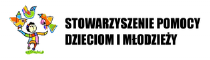 STOWARZYSZENIE POMOCY
DZIECIOM I MŁODZIEŻY